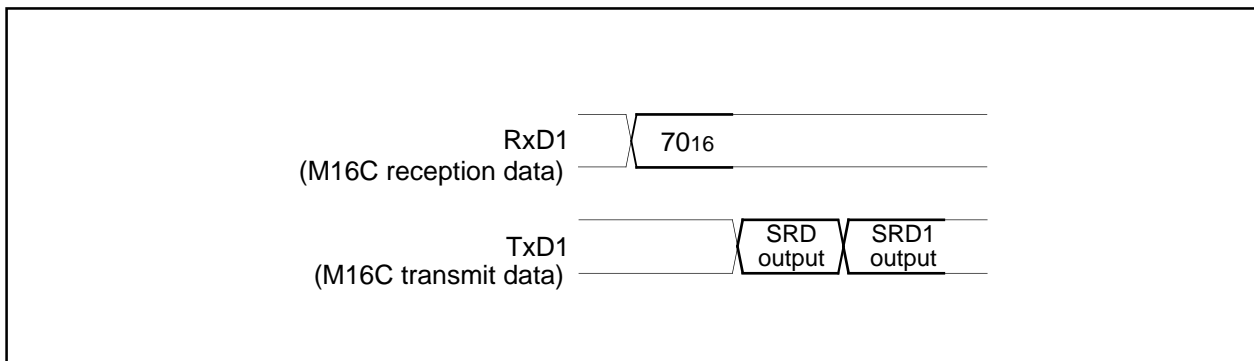 RxD1
(M16C reception data)
7016
TxD1
(M16C transmit data)
SRD
output
SRD1
output